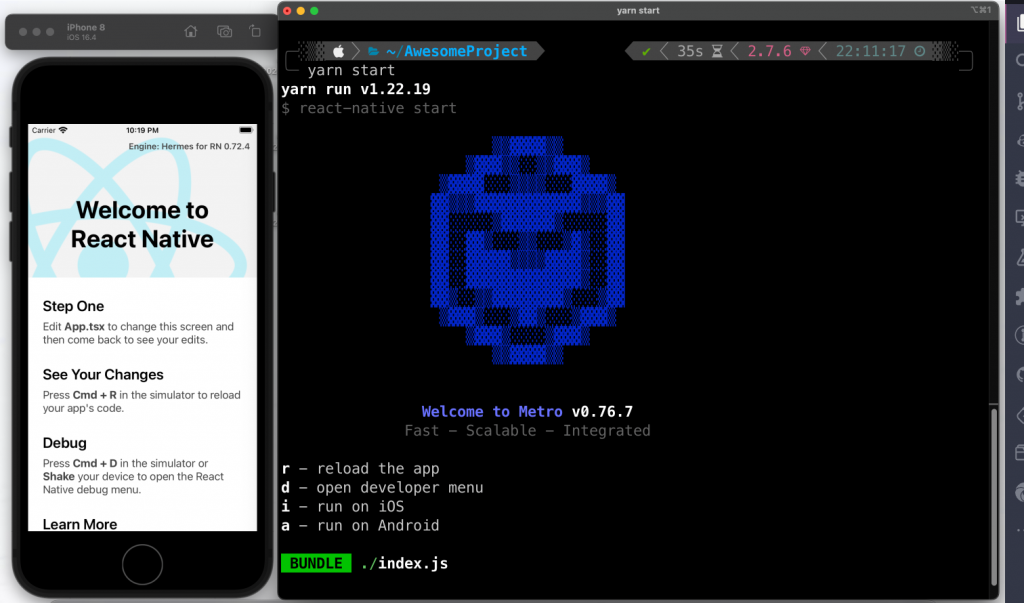 iPhone 8
iOS 16.4
Carrier
10:19 PM
Engine: Hermes for RN 0.72.4
Welcome to
React Native
Step One
Edit App.tsx to change this screen and
then come back to see your edits.
See Your Changes
Press Cmd + R in the simulator to reload
your app's code.
Debug
Press Cmd + D in the simulator or
Shake your device to open the React
Native debug menu.
Learn More
yarn start
⌥⌘1
~/AwesomeProject
✔ 35s 2.7.6 22:11:17
yarn start
yarn run v1.22.19
$ react-native start
Welcome to Metro v0.76.7
Fast - Scalable - Integrated
r - reload the app
d - open developer menu
i - run on iOS
a - run on Android
BUNDLE ./index.js